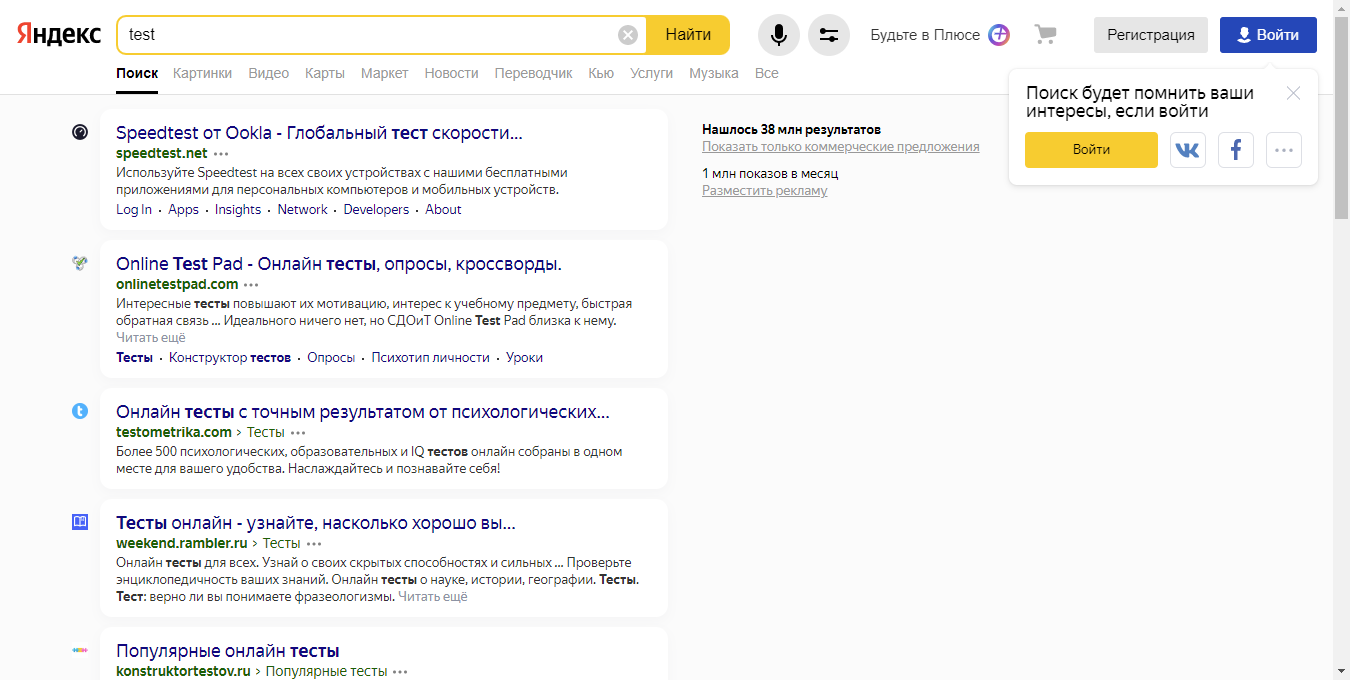 Яндекс
test
Найти
Будьте в Плюсе
Регистрация
Войти
Поиск Картинки Видео Карты Маркет Новости Переводчик Кью Услуги Музыка Все
Поиск будет помнить ваши
интересы, если войти
Войти
Speedtest от Ookla - Глобальный тест скорости...
speedtest.net
Используйте Speedtest на всех своих устройствах с нашими бесплатными
приложениями для персональных компьютеров и мобильных устройств.
Log In · Apps · Insights · Network · Developers · About
Нашлось 38 млн результатов
Показать только коммерческие предложения
1 млн показов в месяц
Разместить рекламу
Online Test Pad - Онлайн тесты, опросы, кроссворды.
onlinetestpad.com
Интересные тесты повышают их мотивацию, интерес к учебному предмету, быстрая
обратная связь ... Идеального ничего нет, но СДОиТ Online Test Pad близка к нему.
Читать ещё
Тесты · Конструктор тестов · Опросы · Психотип личности · Уроки
Онлайн тесты с точным результатом от психологических...
testometrika.com › Тесты
Более 500 психологических, образовательных и IQ тестов онлайн собраны в одном
месте для вашего удобства. Наслаждайтесь и познавайте себя!
Тесты онлайн - узнайте, насколько хорошо вы...
weekend.rambler.ru › Тесты
Онлайн тесты для всех. Узнай о своих скрытых способностях и сильных ... Проверьте
энциклопедичность ваших знаний. Онлайн тесты о науке, истории, географии. Тесты.
Тест: верно ли вы понимаете фразеологизмы. Читать ещё
Популярные онлайн тесты
konstruktortestov.ru › Популярные тесты